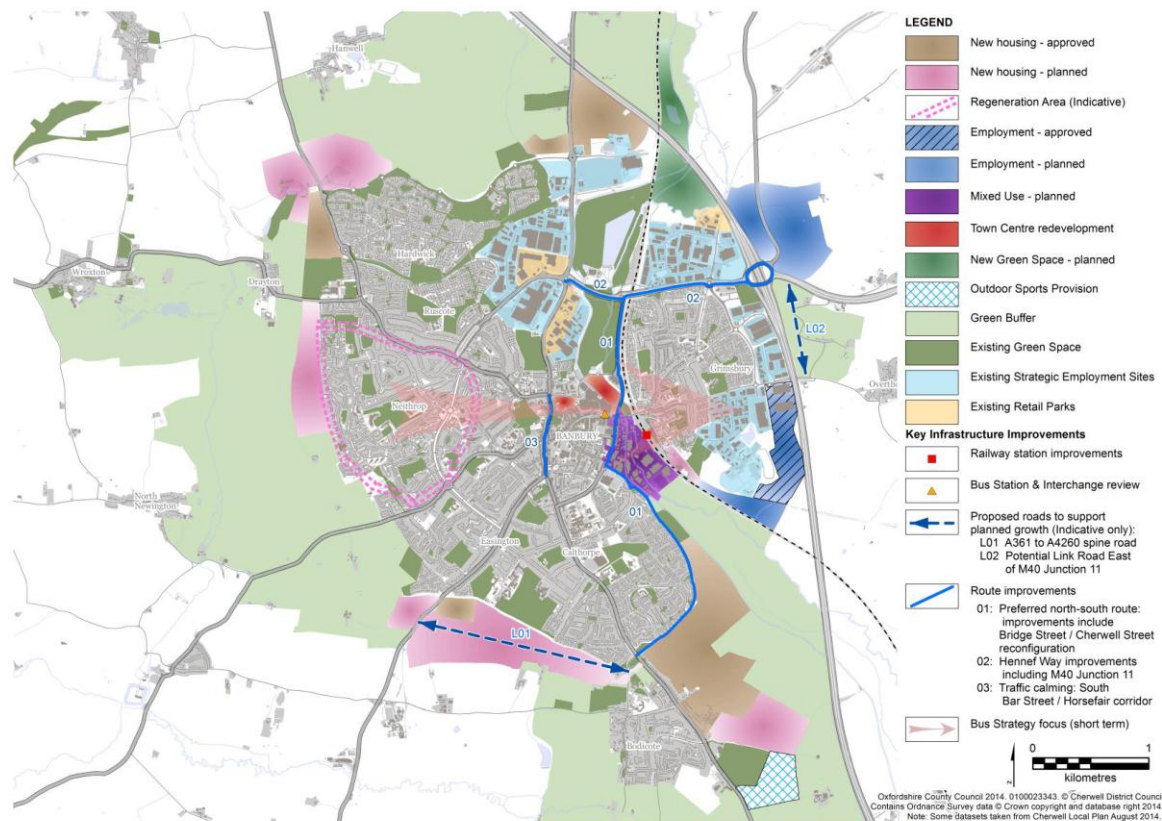 Hanwell
Wroxton
Drayton
Hardwick
Ruscote
02
02
01
L02
Grimsbury
Neithrop
BANBURY
03
North
Newington
01
Easington
Calthorpe
L01
Bodicote
LEGEND
New housing - approved
New housing - planned
Regeneration Area (Indicative)
Employment - approved
Employment - planned
Mixed Use - planned
Town Centre redevelopment
New Green Space - planned
Outdoor Sports Provision
Green Buffer
Existing Green Space
Existing Strategic Employment Sites
Existing Retail Parks
Key Infrastructure Improvements
Railway station improvements
Bus Station & Interchange review
Proposed roads to support
planned growth (Indicative only):
L01 A361 to A4260 spine road
L02 Potential Link Road East
of M40 Junction 11
Route improvements
01: Preferred north-south route:
improvements include
Bridge Street / Cherwell Street
reconfiguration
02: Hennef Way improvements
including M40 Junction 11
03: Traffic calming: South
Bar Street / Horsefair corridor
Bus Strategy focus (short term)
0 1
kilometres
Oxfordshire County Council 2014. 0100023343. © Cherwell District Counci
Contains Ordnance Survey data © Crown copyright and database right 2014
Note: Some datasets taken from Cherwell Local Plan August 2014.